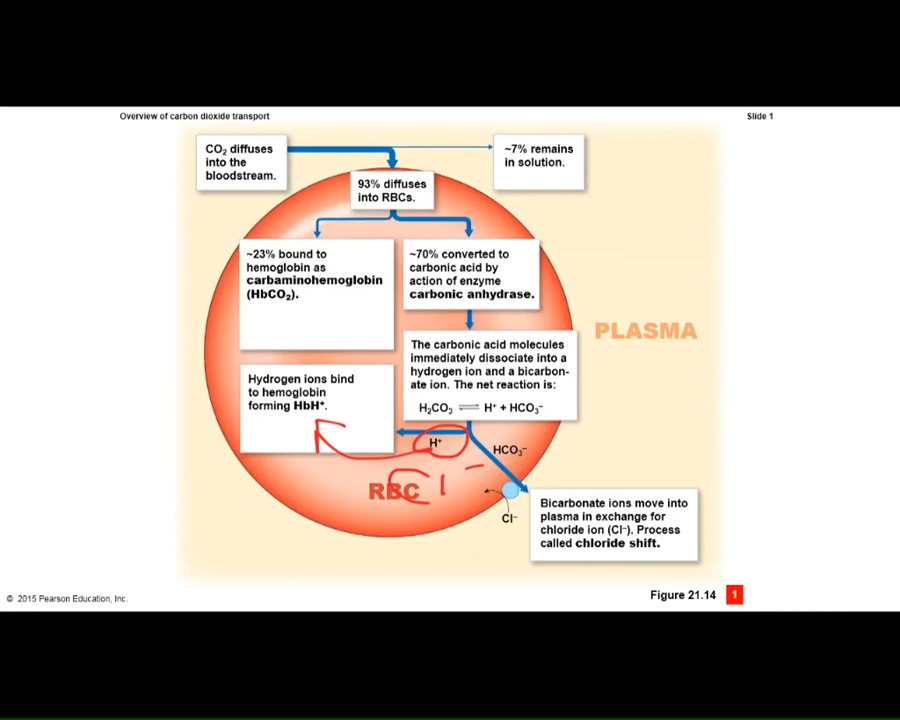 Overview of carbon dioxide transport
Slide 1
CO₂ diffuses
into the
bloodstream.
~7% remains
in solution.
93% diffuses
into RBCs.
~23% bound to
hemoglobin as
carbaminohemoglobin
(HbCO₂).
~70% converted to
carbonic acid by
action of enzyme
carbonic anhydrase.
PLASMA
The carbonic acid molecules
immediately dissociate into a
hydrogen ion and a bicarbon-
ate ion. The net reaction is:
H₂CO₃ ⇌ H⁺ + HCO₃⁻
Hydrogen ions bind
to hemoglobin
forming HbH⁺.
H⁺
HCO₃⁻
RBC
Cl⁻
Cl⁻
Bicarbonate ions move into
plasma in exchange for
chloride ion (Cl⁻). Process
called chloride shift.
© 2015 Pearson Education, Inc.
Figure 21.14
1